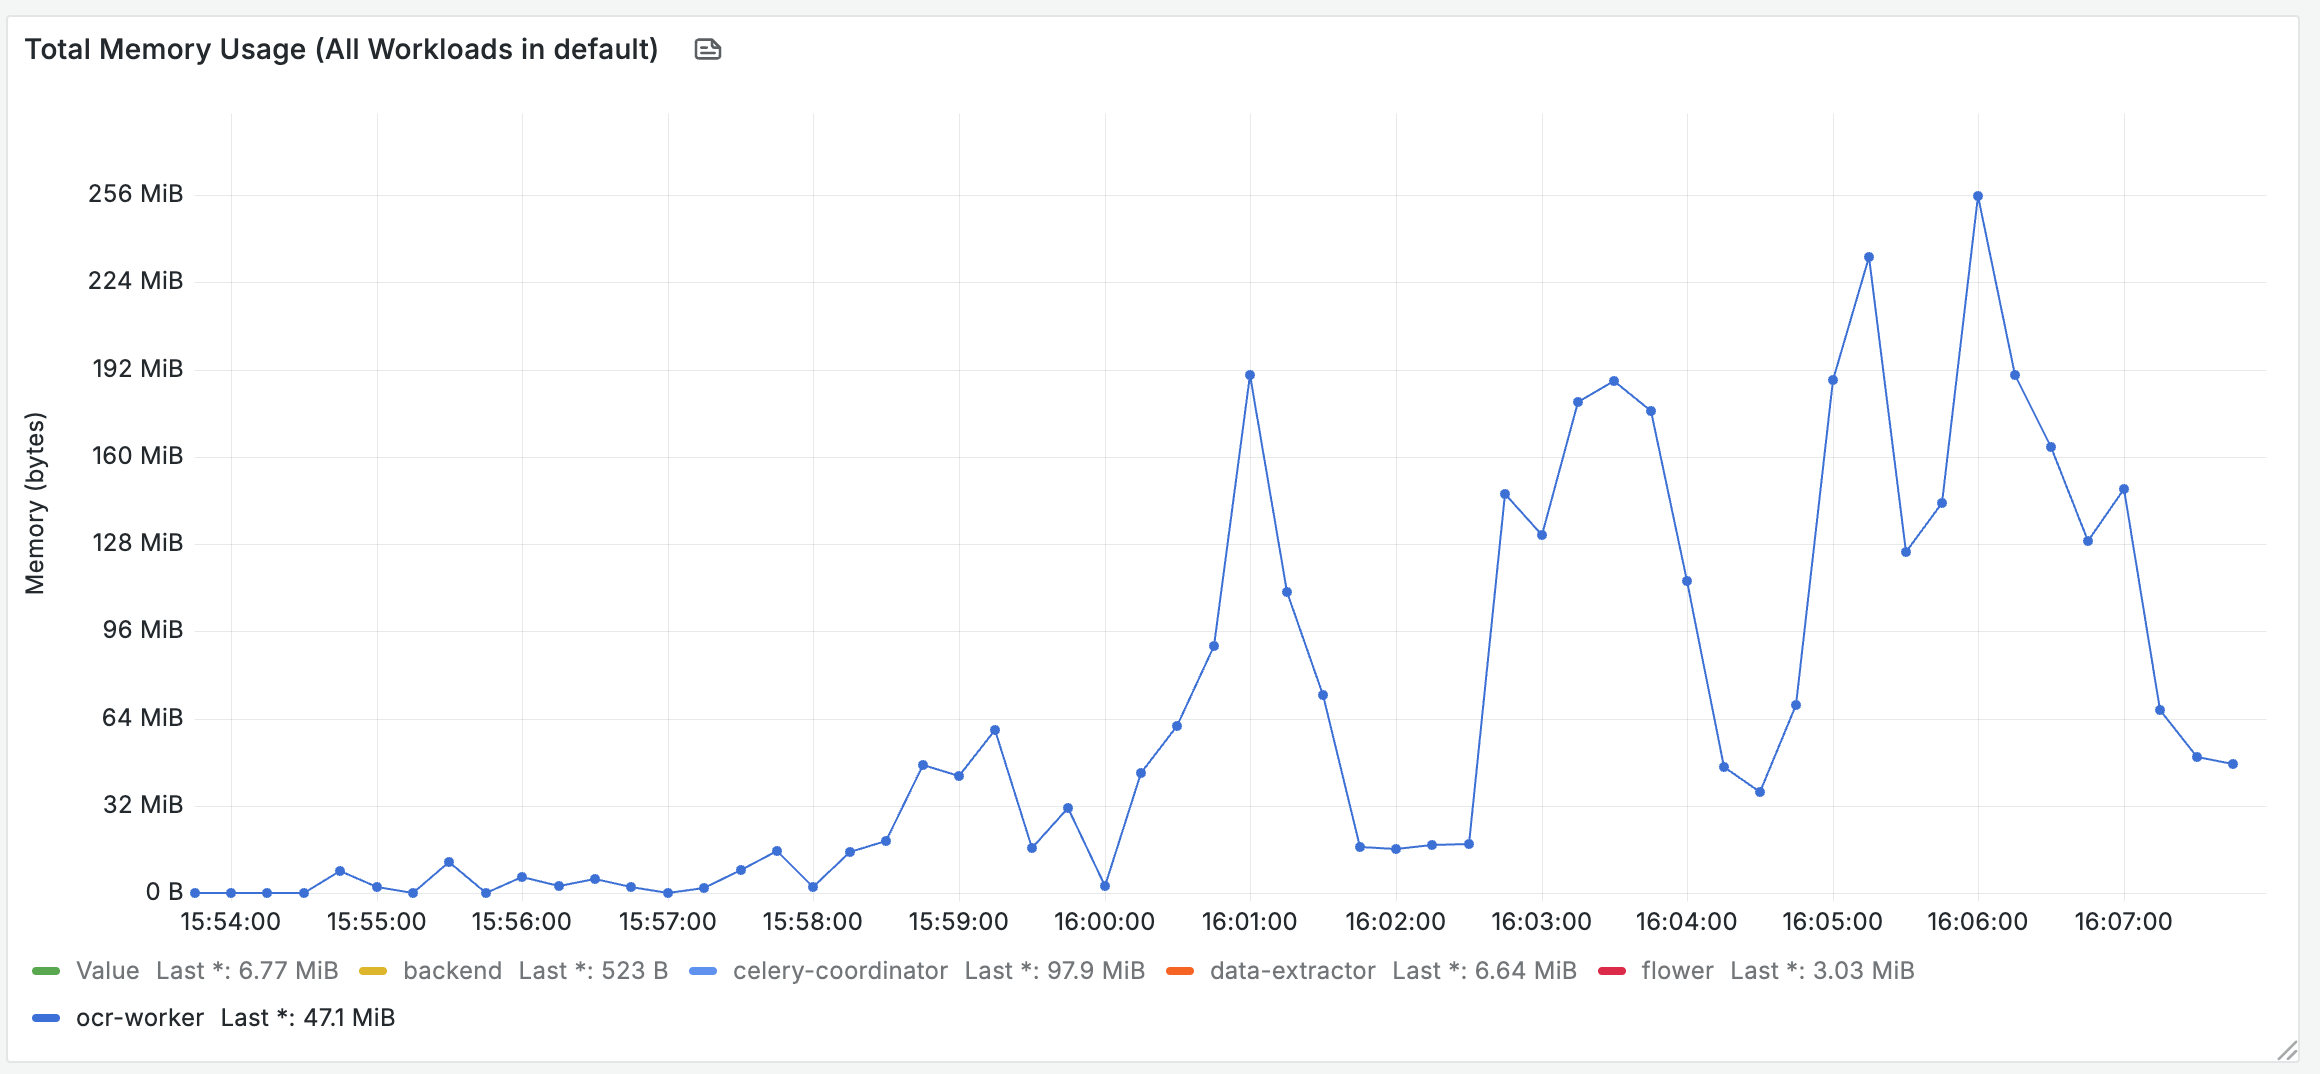 Total Memory Usage (All Workloads in default)
Memory (bytes)
256 MiB
224 MiB
192 MiB
160 MiB
128 MiB
96 MiB
64 MiB
32 MiB
0 B
15:54:00 15:55:00 15:56:00 15:57:00 15:58:00 15:59:00 16:00:00 16:01:00 16:02:00 16:03:00 16:04:00 16:05:00 16:06:00 16:07:00
Value Last *: 6.77 MiB backend Last *: 523 B celery-coordinator Last *: 97.9 MiB data-extractor Last *: 6.64 MiB flower Last *: 3.03 MiB
ocr-worker Last *: 47.1 MiB